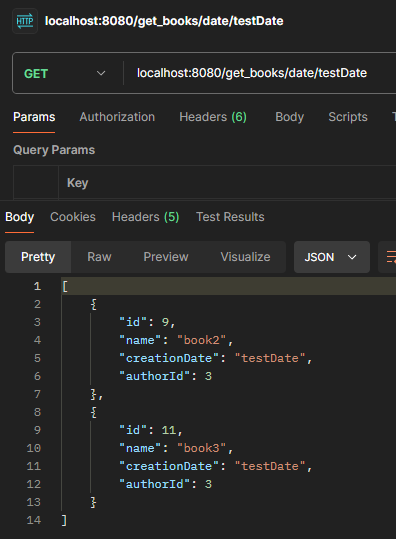 HTTP localhost:8080/get_books/date/testDate
GET localhost:8080/get_books/date/testDate
Params Authorization Headers (6) Body Scripts
Query Params
Key
Body Cookies Headers (5) Test Results
Pretty Raw Preview Visualize JSON
1 [
2 {
3 "id": 9,
4 "name": "book2",
5 "creationDate": "testDate",
6 "authorId": 3
7 },
8 {
9 "id": 11,
10 "name": "book3",
11 "creationDate": "testDate",
12 "authorId": 3
13 }
14 ]